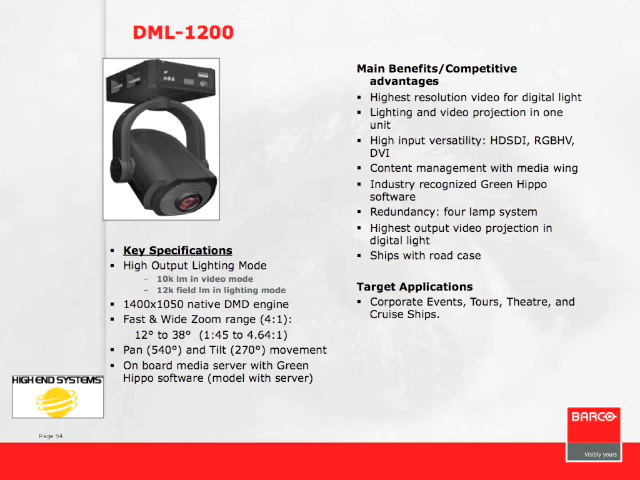 DML-1200
Main Benefits/Competitive
advantages
▪ Highest resolution video for digital light
▪ Lighting and video projection in one
unit
▪ High input versatility: HDSDI, RGBHV,
DVI
▪ Content management with media wing
▪ Industry recognized Green Hippo
software
▪ Redundancy: four lamp system
▪ Highest output video projection in
digital light
▪ Ships with road case
Target Applications
▪ Corporate Events, Tours, Theatre, and
Cruise Ships.
▪ Key Specifications
▪ High Output Lighting Mode
– 10k lm in video mode
– 12k field lm in lighting mode
▪ 1400x1050 native DMD engine
▪ Fast & Wide Zoom range (4:1):
12° to 38° (1:45 to 4.64:1)
▪ Pan (540°) and Tilt (270°) movement
▪ On board media server with Green
Hippo software (model with server)
HIGH END SYSTEMS
Page 54
BARCO
Visibly yours